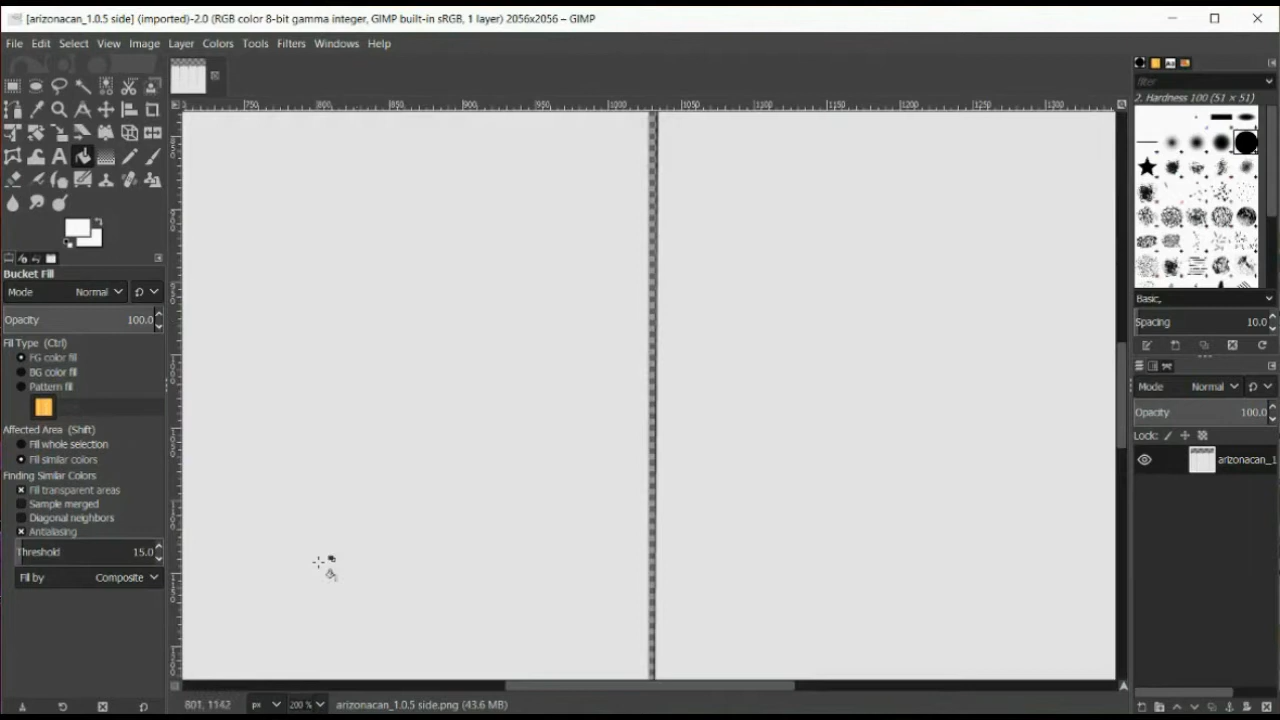 [arizonacan_1.0.5 side] (imported)-2.0 (RGB color 8-bit gamma integer, GIMP built-in sRGB, 1 layer) 2056x2056 – GIMP
File Edit Select View Image Layer Colors Tools Filters Windows Help
750 800 850 900 950 1000 1050 1100 1150 1200 1250 1300
filter
2. Hardness 100 (51 × 51)
Bucket Fill
Mode Normal
Opacity 100.0
Fill Type (Ctrl)
FG color fill
BG color fill
Pattern fill
Affected Area (Shift)
Fill whole selection
Fill similar colors
Finding Similar Colors
Fill transparent areas
Sample merged
Diagonal neighbors
Antialiasing
Threshold 15.0
Fill by Composite
Basic,
Spacing 10.0
Mode Normal
Opacity 100.0
Lock:
arizonacan_1
801, 1142 px 200 % arizonacan_1.0.5 side.png (43.6 MB)